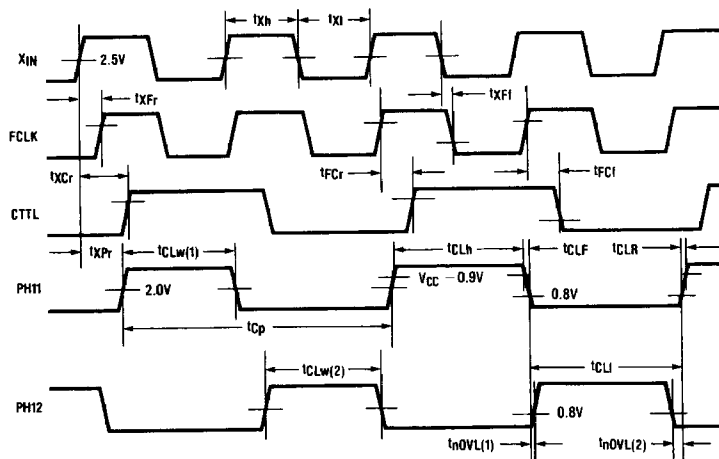 tXh tXl
XIN 2.5V
tXFr tXFf
FCLK
tXCr tFCr tFCf
CTTL
tXPr tCLw(1) tCLh tCLF tCLR
PH11 2.0V VCC – 0.9V 0.8V
tCp
tCLw(2) tCLl
PH12 0.8V
tnOVL(1) tnOVL(2)